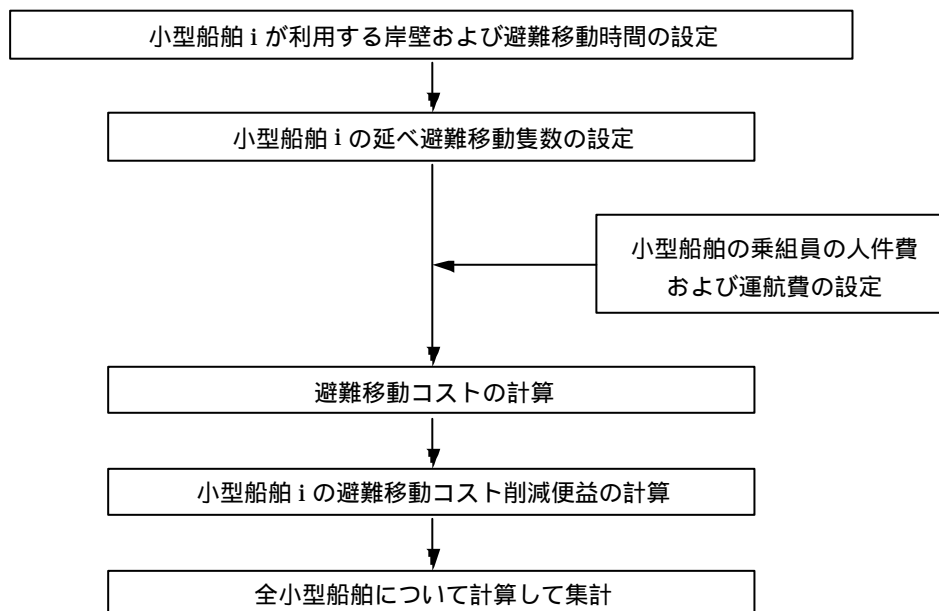 小型船舶 i が利用する岸壁および避難移動時間の設定
小型船舶 i の延べ避難移動隻数の設定
小型船舶の乗組員の人件費
および運航費の設定
避難移動コストの計算
小型船舶 i の避難移動コスト削減便益の計算
全小型船舶について計算して集計